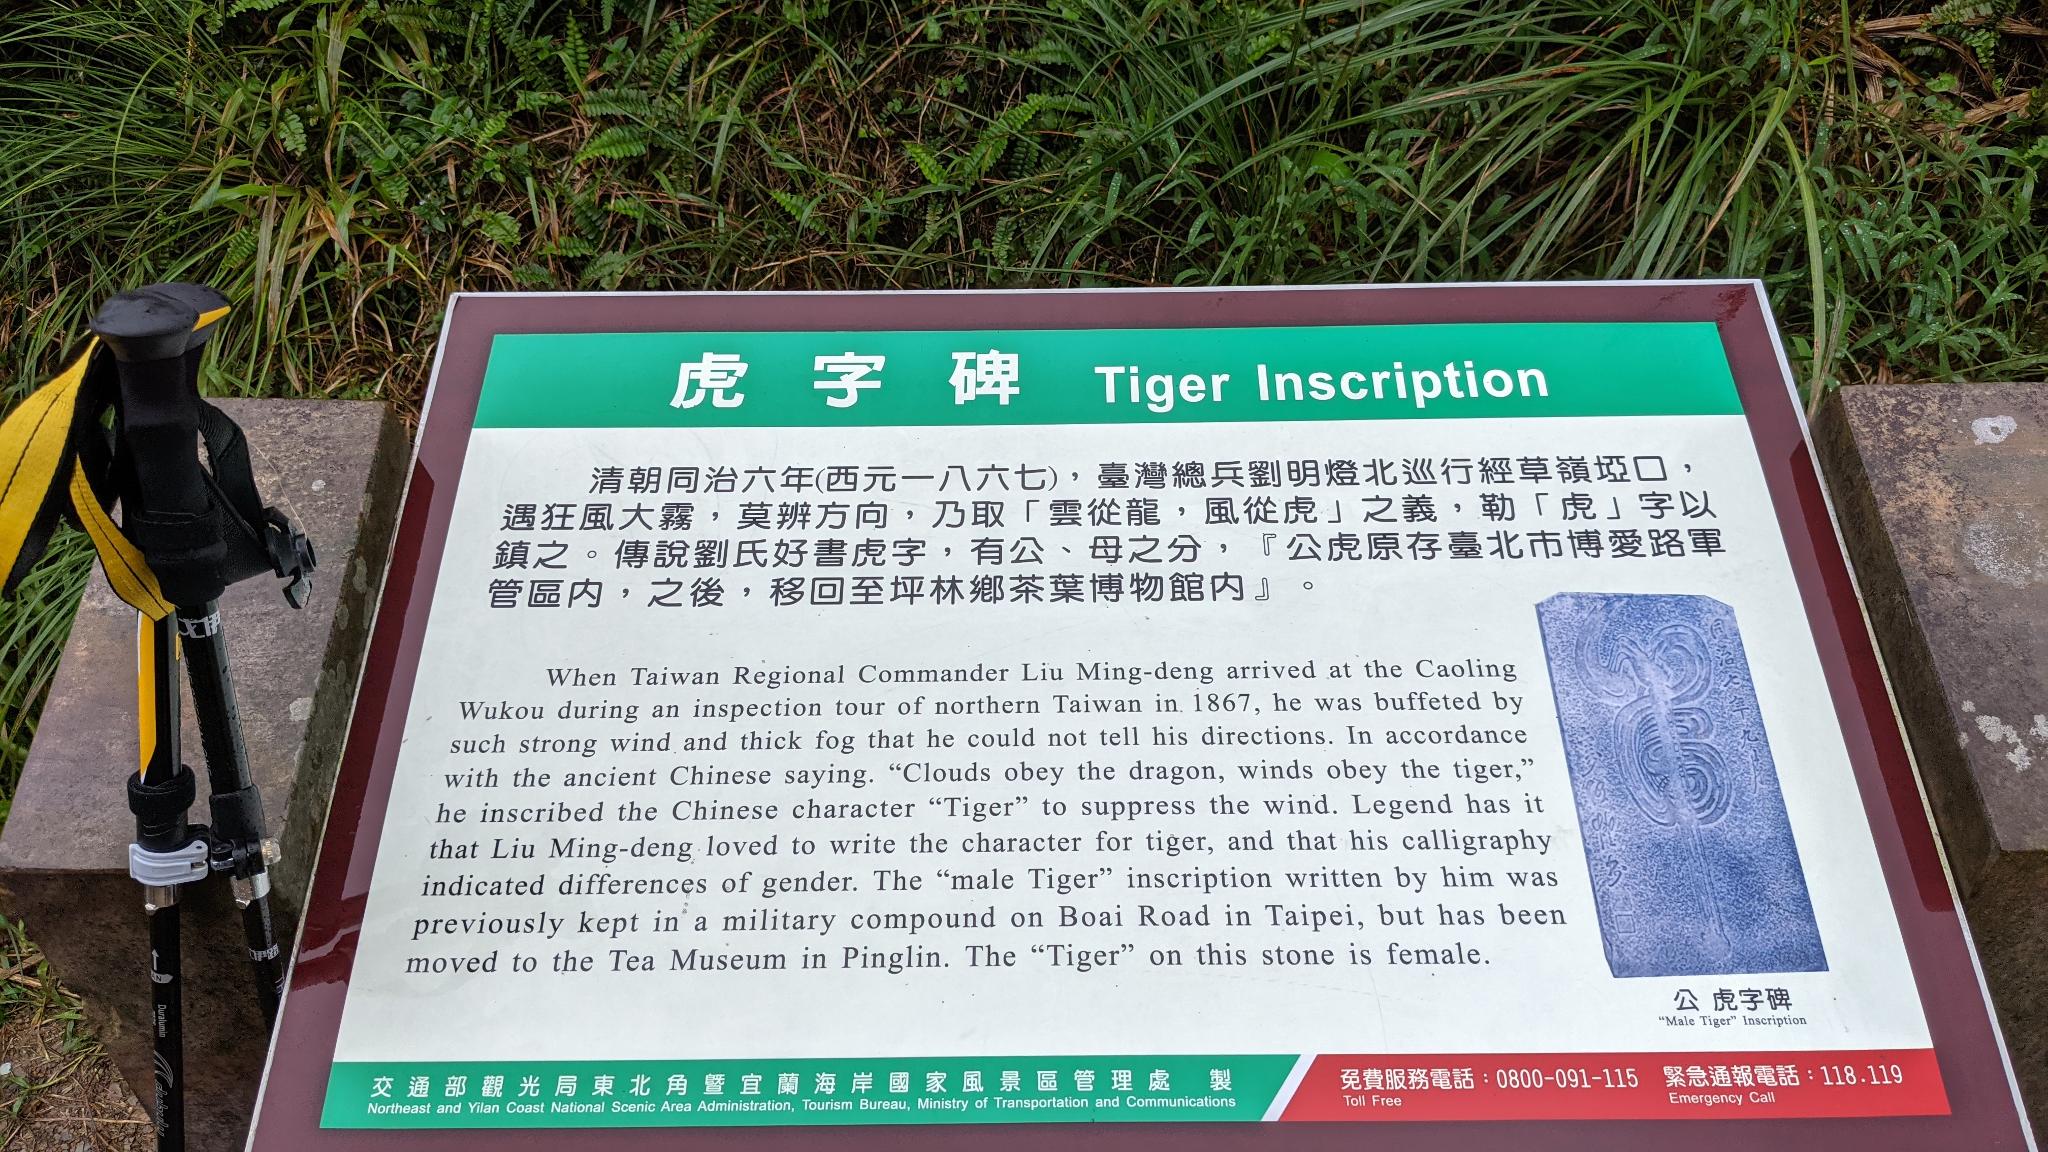 虎字碑 Tiger Inscription
清朝同治六年(西元一八六七)，臺灣總兵劉明燈北巡行經草嶺埡口，
遇狂風大霧，莫辨方向，乃取「雲從龍，風從虎」之義，勒「虎」字以
鎮之。傳說劉氏好書虎字，有公、母之分，『公虎原存臺北市博愛路軍
管區內，之後，移回至坪林鄉茶葉博物館內』。
When Taiwan Regional Commander Liu Ming-deng arrived at the Caoling
Wukou during an inspection tour of northern Taiwan in 1867, he was buffeted by
such strong wind and thick fog that he could not tell his directions. In accordance
with the ancient Chinese saying. “Clouds obey the dragon, winds obey the tiger,”
he inscribed the Chinese character “Tiger” to suppress the wind. Legend has it
that Liu Ming-deng loved to write the character for tiger, and that his calligraphy
indicated differences of gender. The “male Tiger” inscription written by him was
previously kept in a military compound on Boai Road in Taipei, but has been
moved to the Tea Museum in Pinglin. The “Tiger” on this stone is female.
公 虎字碑
“Male Tiger” Inscription
交通部觀光局東北角暨宜蘭海岸國家風景區管理處 製
Northeast and Yilan Coast National Scenic Area Administration, Tourism Bureau, Ministry of Transportation and Communications
免費服務電話：0800-091-115
Toll Free
緊急通報電話：118.119
Emergency Call
N
Duralumin